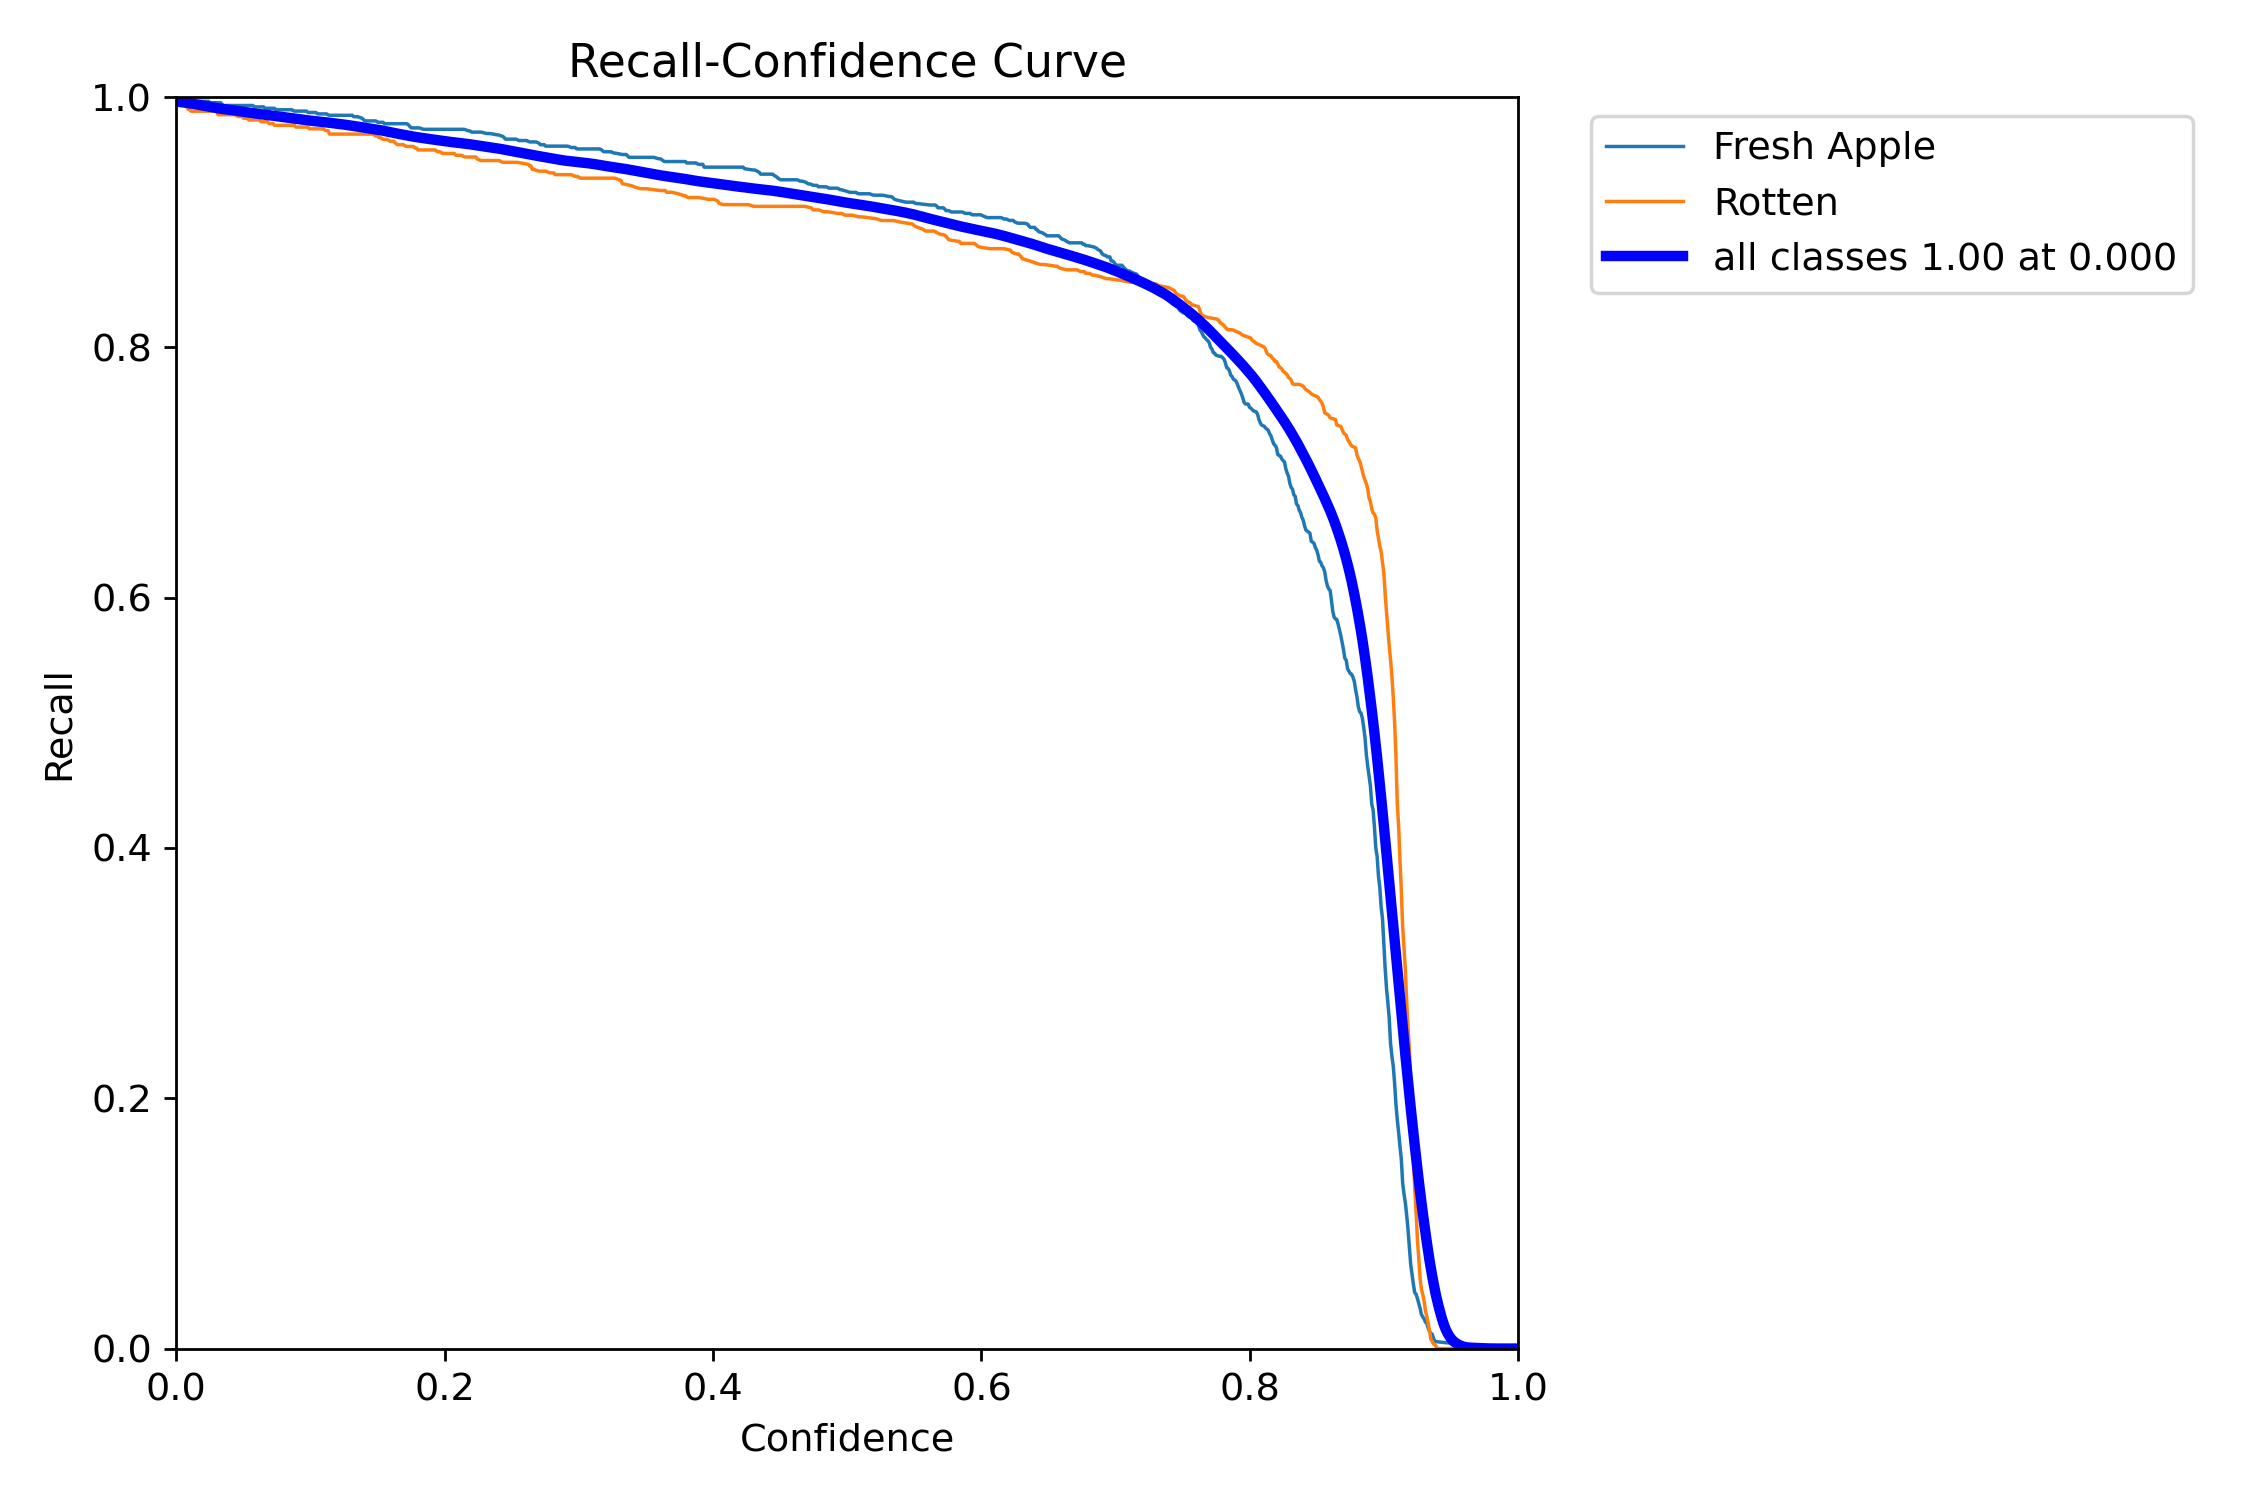 Recall-Confidence Curve
1.0
0.8
0.6
0.4
0.2
0.0
Recall
0.0 0.2 0.4 0.6 0.8 1.0
Confidence
Fresh Apple
Rotten
all classes 1.00 at 0.000